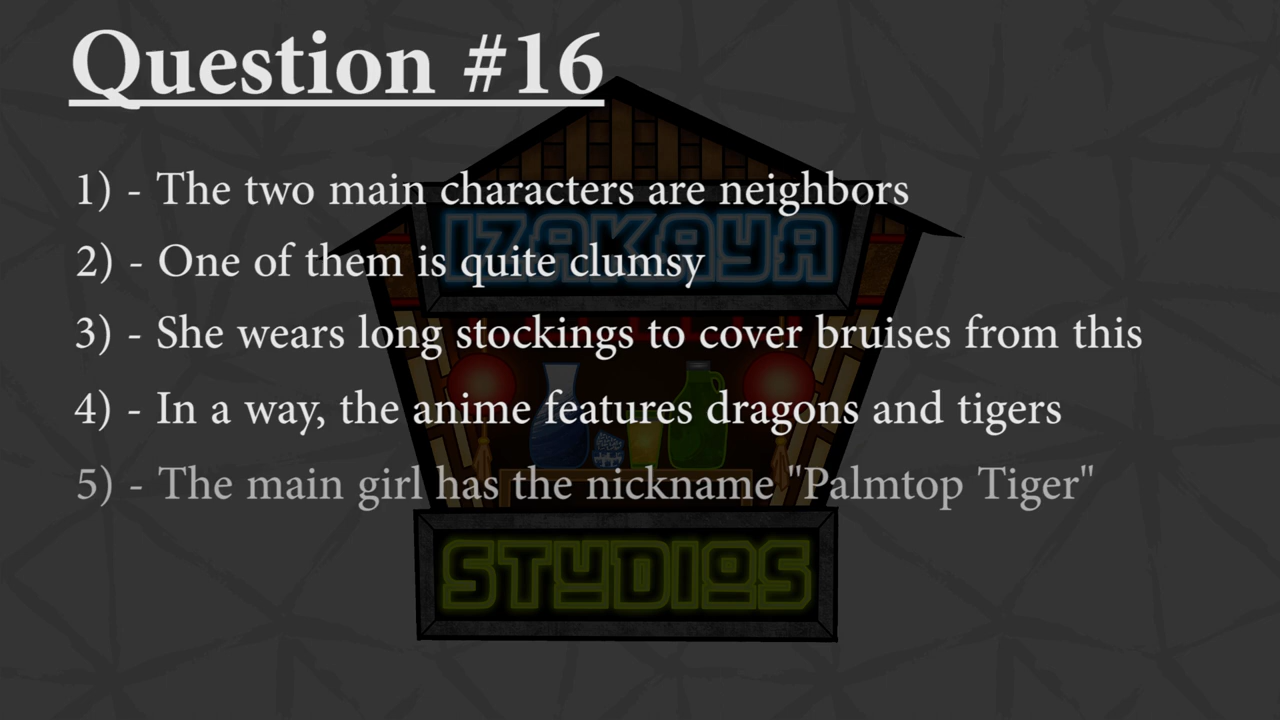 Question #16
1) - The two main characters are neighbors
IZAKAYA
2) - One of them is quite clumsy
3) - She wears long stockings to cover bruises from this
4) - In a way, the anime features dragons and tigers
5) - The main girl has the nickname "Palmtop Tiger"
STUDIOS